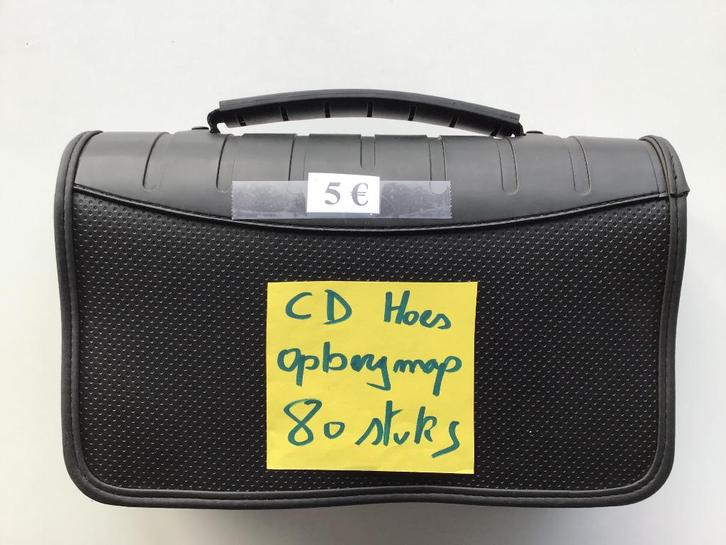 5 €
CD Hoes
opbergmap
80 stuks